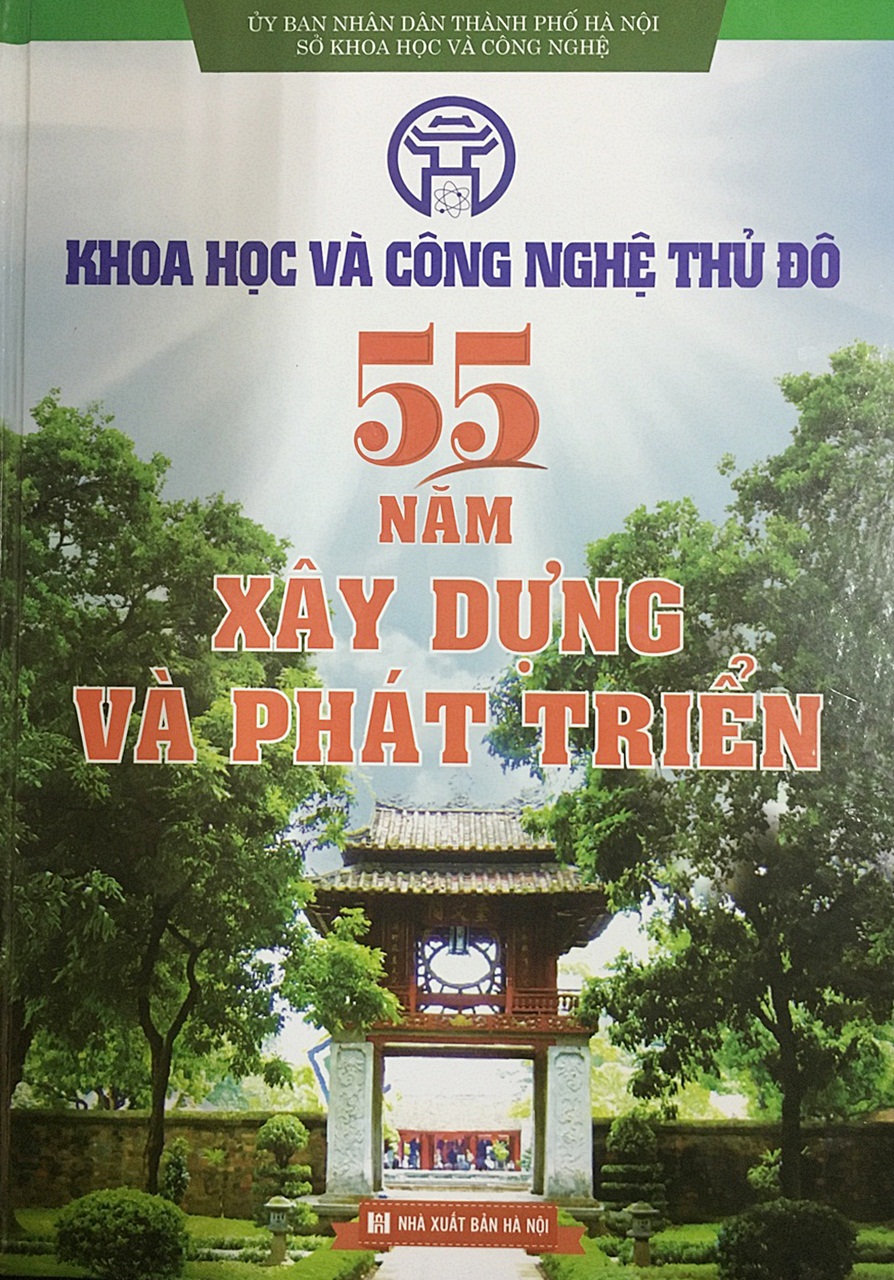 ỦY BAN NHÂN DÂN THÀNH PHỐ HÀ NỘI
SỞ KHOA HỌC VÀ CÔNG NGHỆ
KHOA HỌC VÀ CÔNG NGHỆ THỦ ĐÔ
55
NĂM
XÂY DỰNG
VÀ PHÁT TRIỂN
NHÀ XUẤT BẢN HÀ NỘI